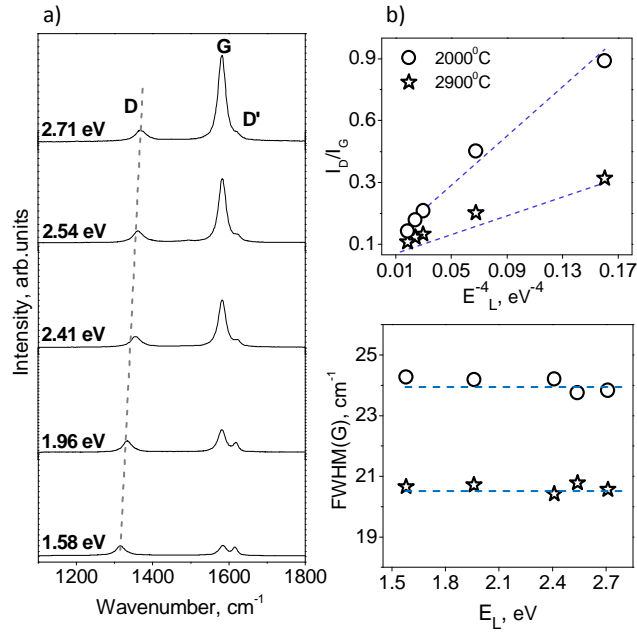 a)
G
D
D'
2.71 eV
2.54 eV
2.41 eV
1.96 eV
1.58 eV
Intensity, arb.units
1200 1400 1600 1800
Wavenumber, cm⁻¹
b)
2000⁰C
2900⁰C
0.9
0.7
0.5
0.3
0.1
I_D/I_G
0.01 0.05 0.09 0.13 0.17
E⁻⁴_L, eV⁻⁴
25
23
21
19
FWHM(G), cm⁻¹
1.5 1.8 2.1 2.4 2.7
E_L, eV